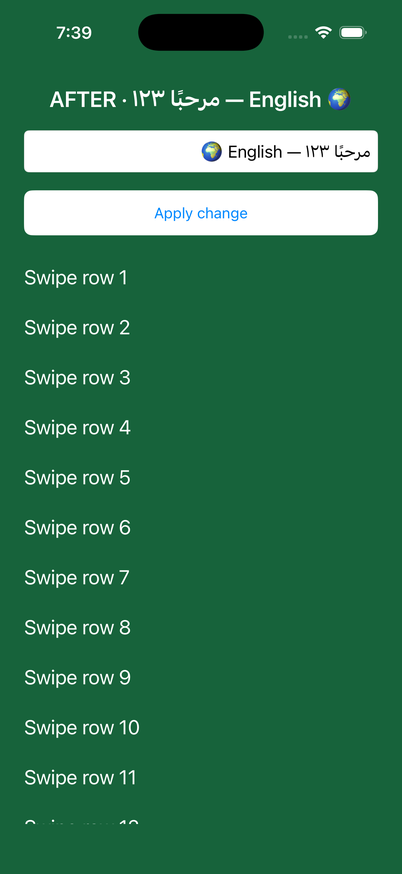 7:39
AFTER · مرحبًا ١٢٣ — English 🌍
مرحبًا ١٢٣ — English 🌍
Apply change
Swipe row 1
Swipe row 2
Swipe row 3
Swipe row 4
Swipe row 5
Swipe row 6
Swipe row 7
Swipe row 8
Swipe row 9
Swipe row 10
Swipe row 11